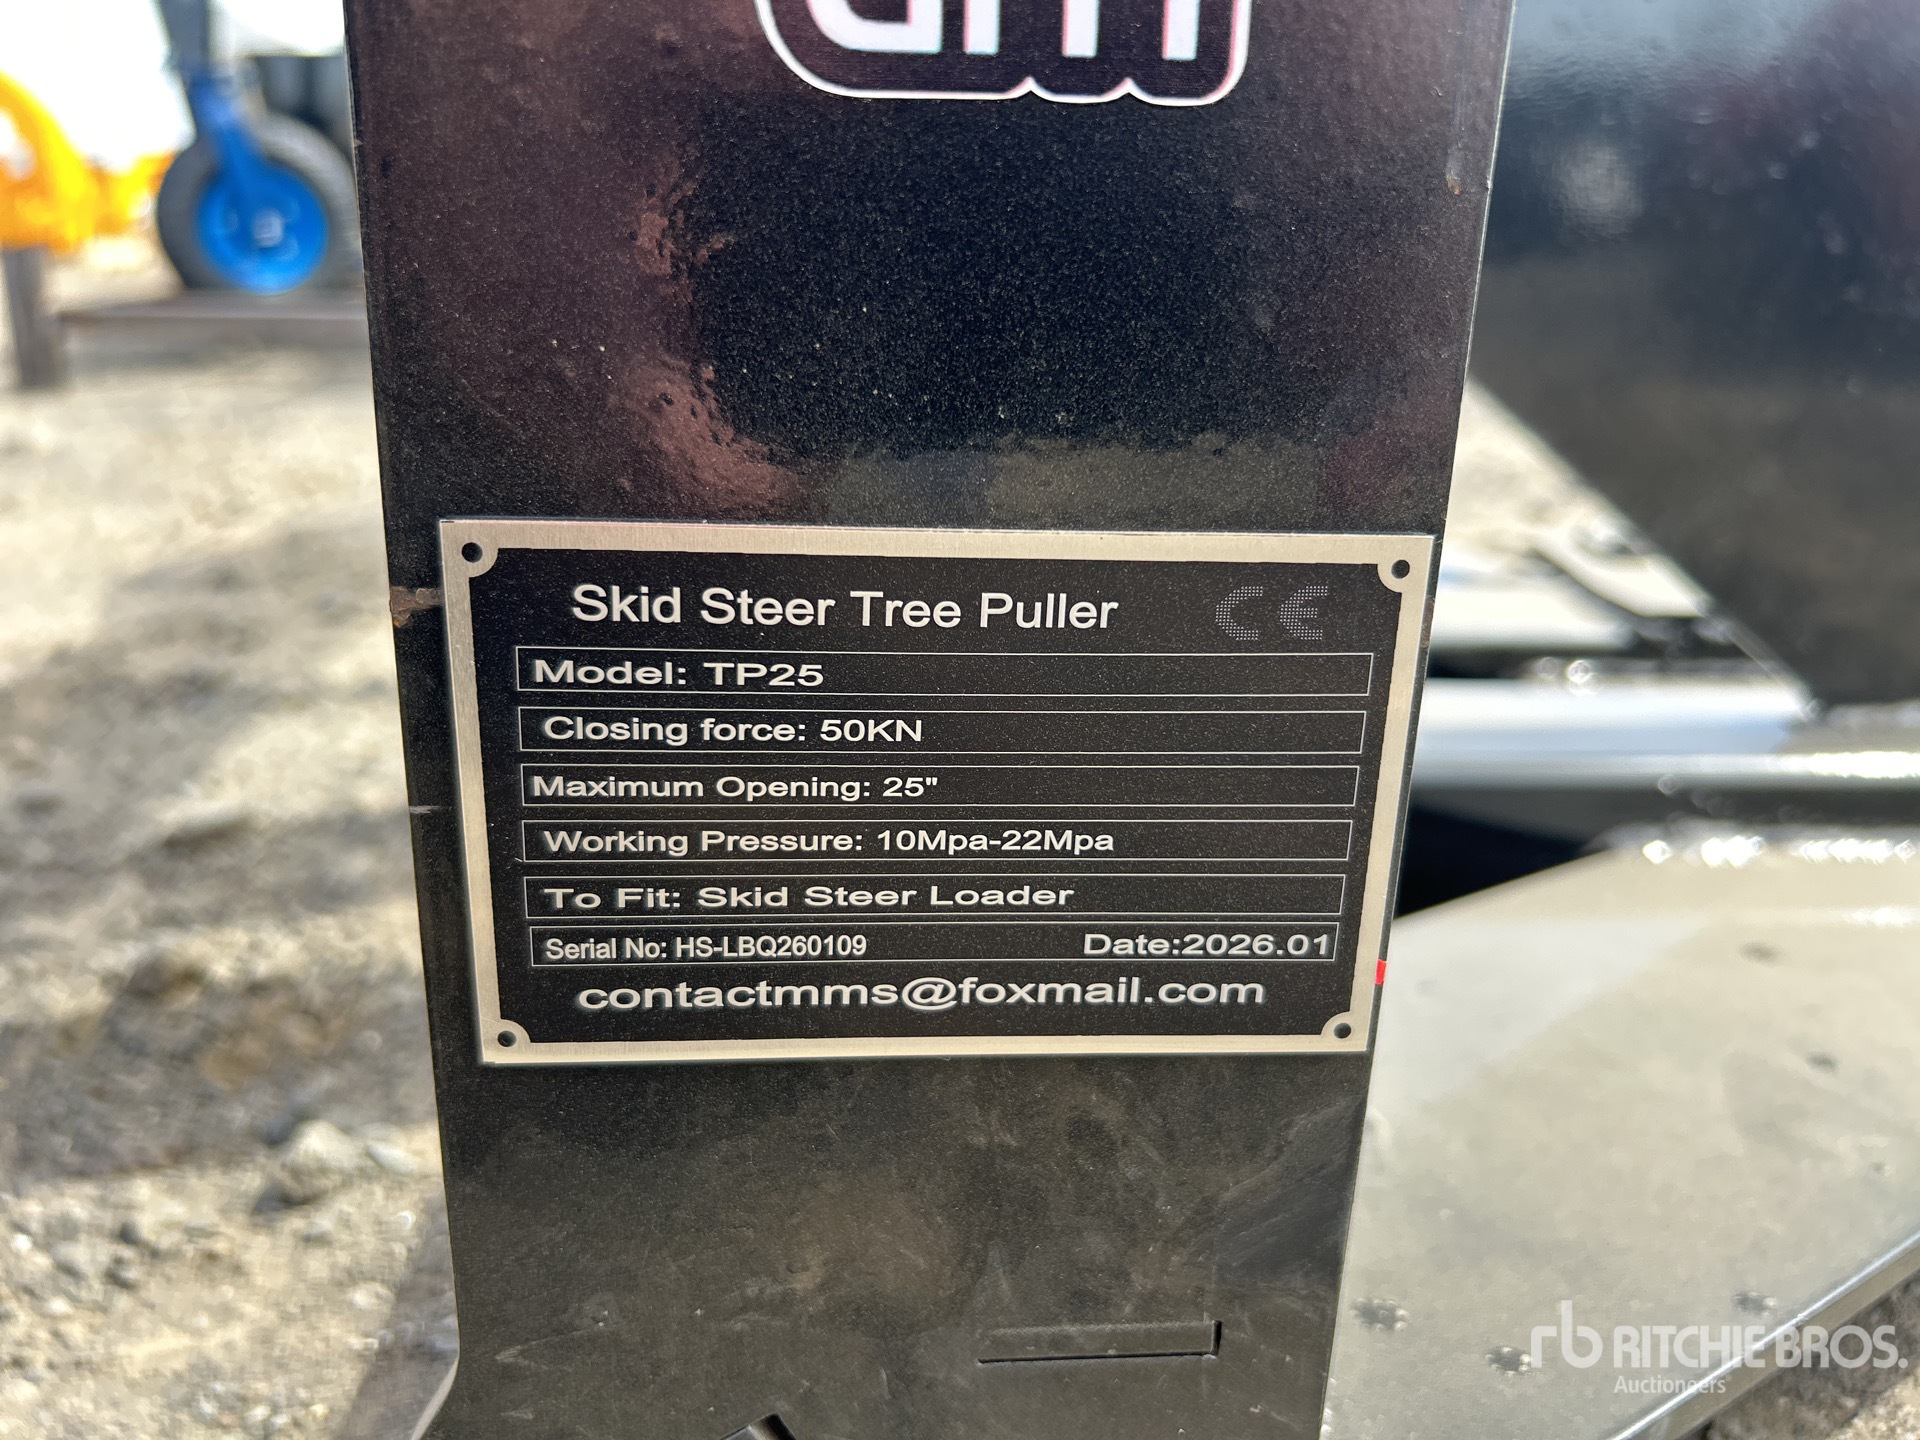 Skid Steer Tree Puller CE
Model: TP25
Closing force: 50KN
Maximum Opening: 25"
Working Pressure: 10Mpa-22Mpa
To Fit: Skid Steer Loader
Serial No: HS-LBQ260109 Date:2026.01
contactmms@foxmail.com
rb RITCHIE BROS.
Auctioneers